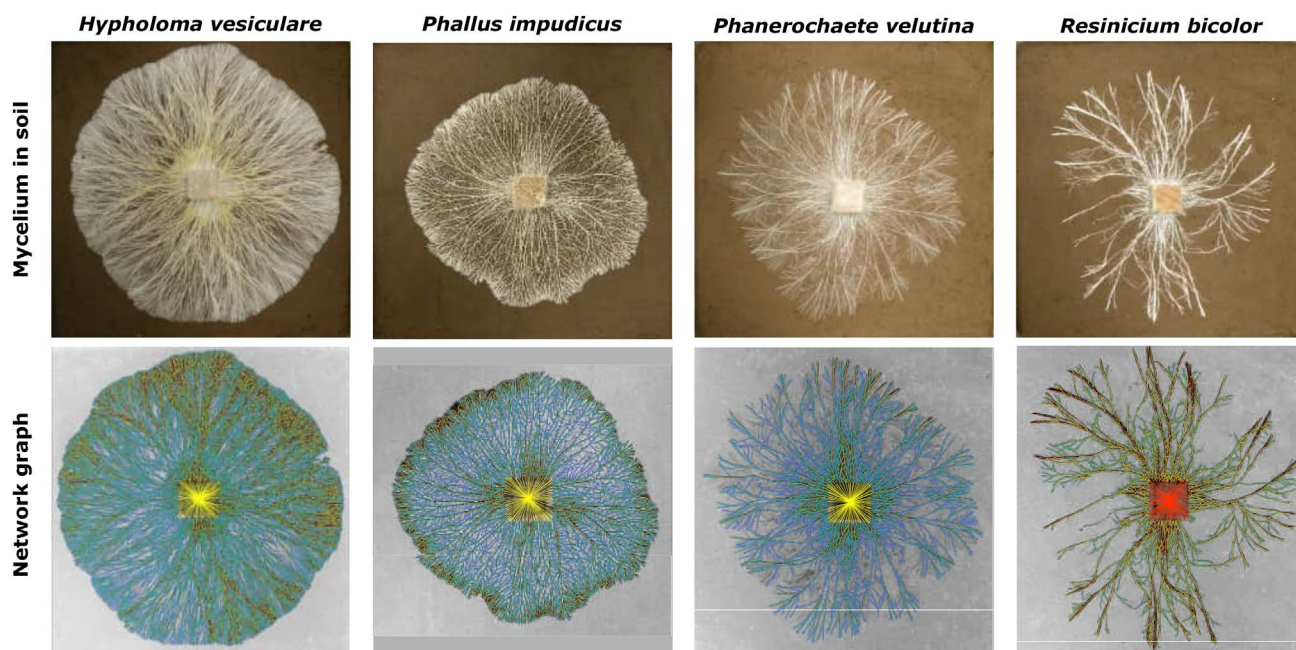 Hypholoma vesiculare
Phallus impudicus
Phanerochaete velutina
Resinicium bicolor
Mycelium in soil
Network graph